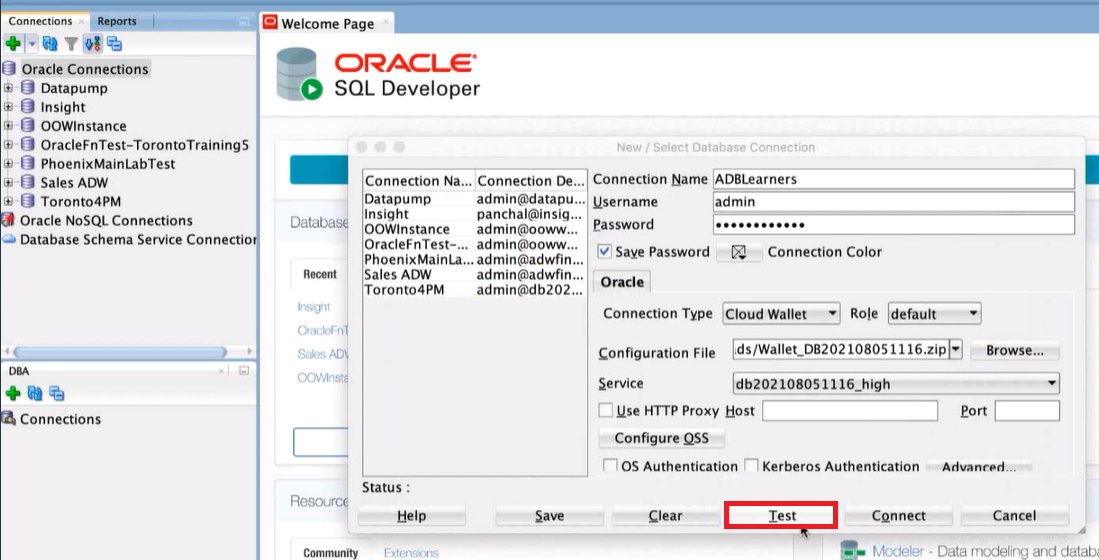 Connections
Reports
Oracle Connections
Datapump
Insight
OOWInstance
OracleFnTest-TorontoTraining5
PhoenixMainLabTest
Sales ADW
Toronto4PM
Oracle NoSQL Connections
Database Schema Service Connection
DBA
Connections
Welcome Page
ORACLE
SQL Developer
Database
Recent
Insight
OracleFnT
Sales ADV
OOWInsta
Resource
Community
Extensions
Modeler - Data modeling and databa
New / Select Database Connection
Connection Na... Connection De...
Datapump admin@datapu...
Insight panchal@insig...
OOWInstance admin@ooww...
OracleFnTest-... admin@ooww...
PhoenixMainLa... admin@adwfin...
Sales ADW admin@adwfin...
Toronto4PM admin@db202...
Connection Name ADBLearners
Username admin
Password ••••••••••••
Save Password Connection Color
Oracle
Connection Type Cloud Wallet Role default
Configuration File .ds/Wallet_DB202108051116.zip Browse...
Service db202108051116_high
Use HTTP Proxy Host Port
Configure OSS
OS Authentication Kerberos Authentication Advanced...
Status :
Help Save Clear Test Connect Cancel